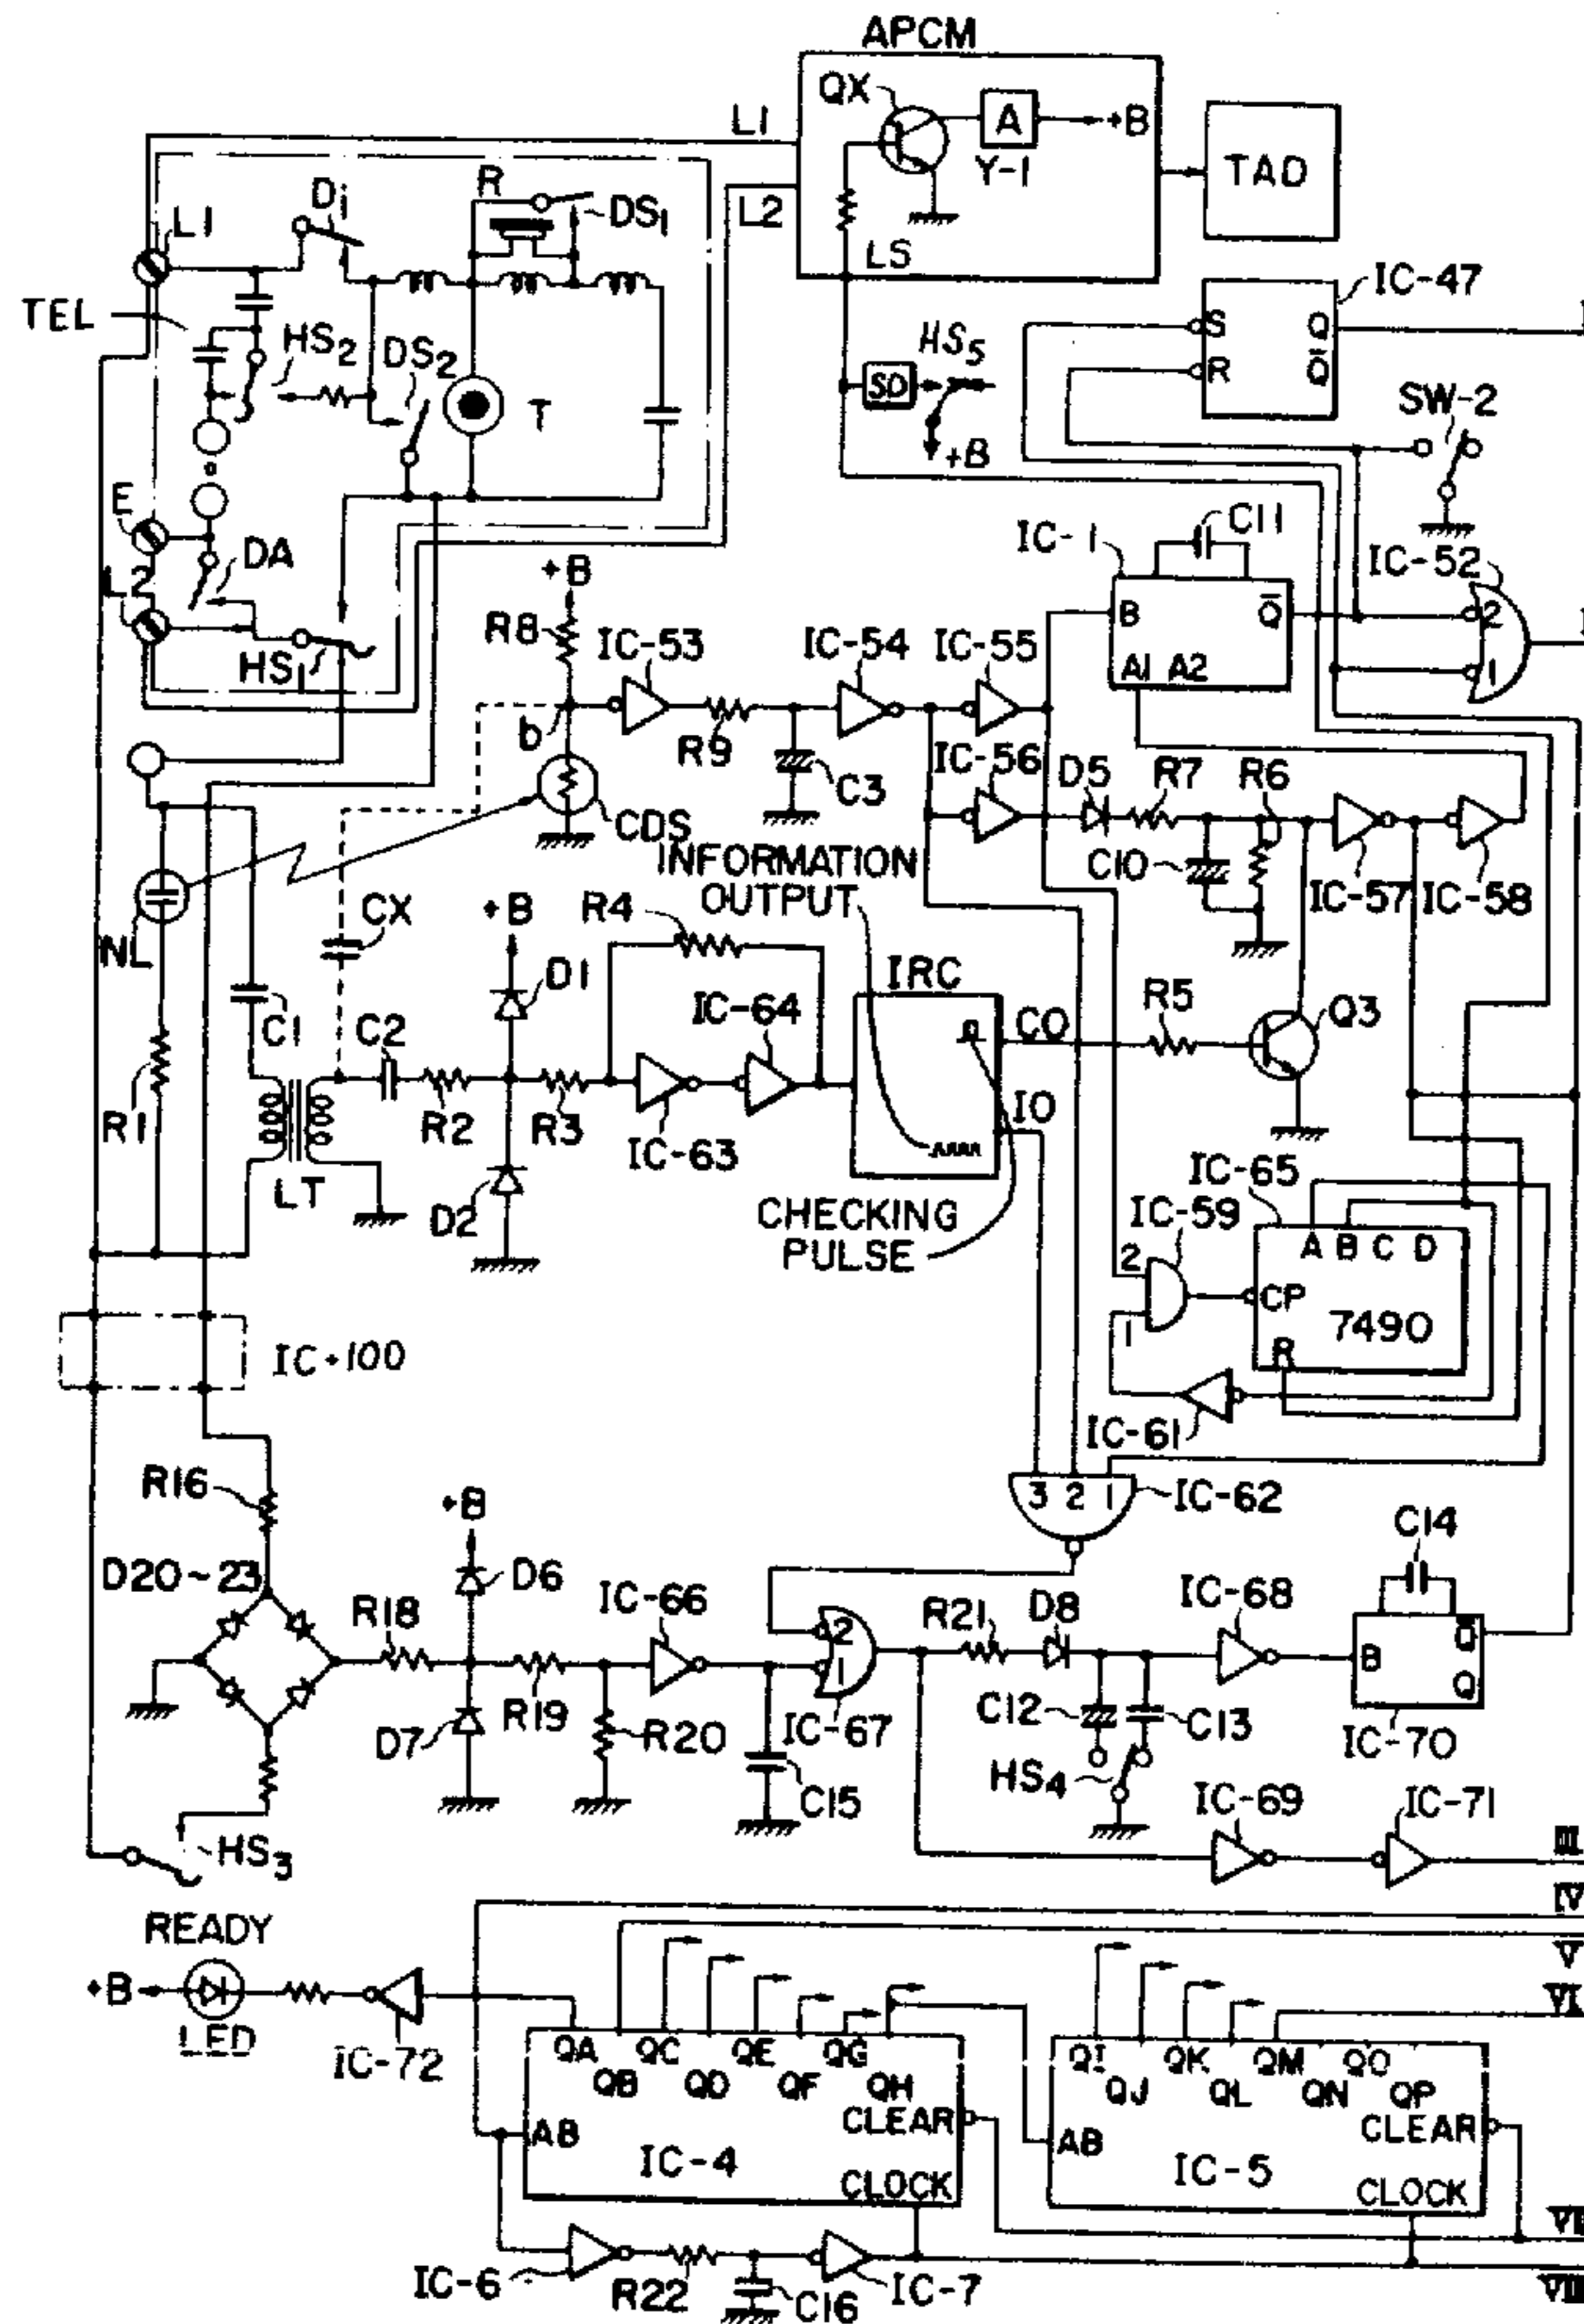 APCM
QX
A
+B
Y-1
TAD
L1
L2
LS
R
DS1
Di
L1
TEL
HS2
DS2
T
E
DA
L2
HS1
SD
HS5
+B
IC-47
S
Q
R
Q̅
SW-2
IC-1
C11
B
Q̅
A1 A2
IC-52
2
1
+B
R8
IC-53
b
R9
C3
CDS
IC-54
IC-55
IC-56
D5
R7
R6
C10
IC-57
IC-58
INFORMATION
OUTPUT
NL
CX
+B
D1
R4
IC-64
IRC
CO
IO
R5
Q3
C1
C2
R1
LT
R2
D2
R3
IC-63
CHECKING
PULSE
IC-65
IC-59
2
1
A B C D
CP
7490
R
IC-61
IC-100
R16
D20~23
R18
+B
D6
D7
R19
R20
IC-66
C15
3 2 1
IC-62
2
1
IC-67
R21
D8
C12
C13
HS4
IC-68
C14
B
Q̅
Q
IC-70
IC-69
IC-71
HS3
III
IV
V
VI
READY
+B
LED
IC-72
QA
QB
QC
QD
QE
QF
QG
QH
CLEAR
AB
IC-4
CLOCK
QI
QJ
QK
QL
QM
QN
QO
QP
CLEAR
AB
IC-5
CLOCK
IC-6
R22
C16
IC-7
VII
VIII